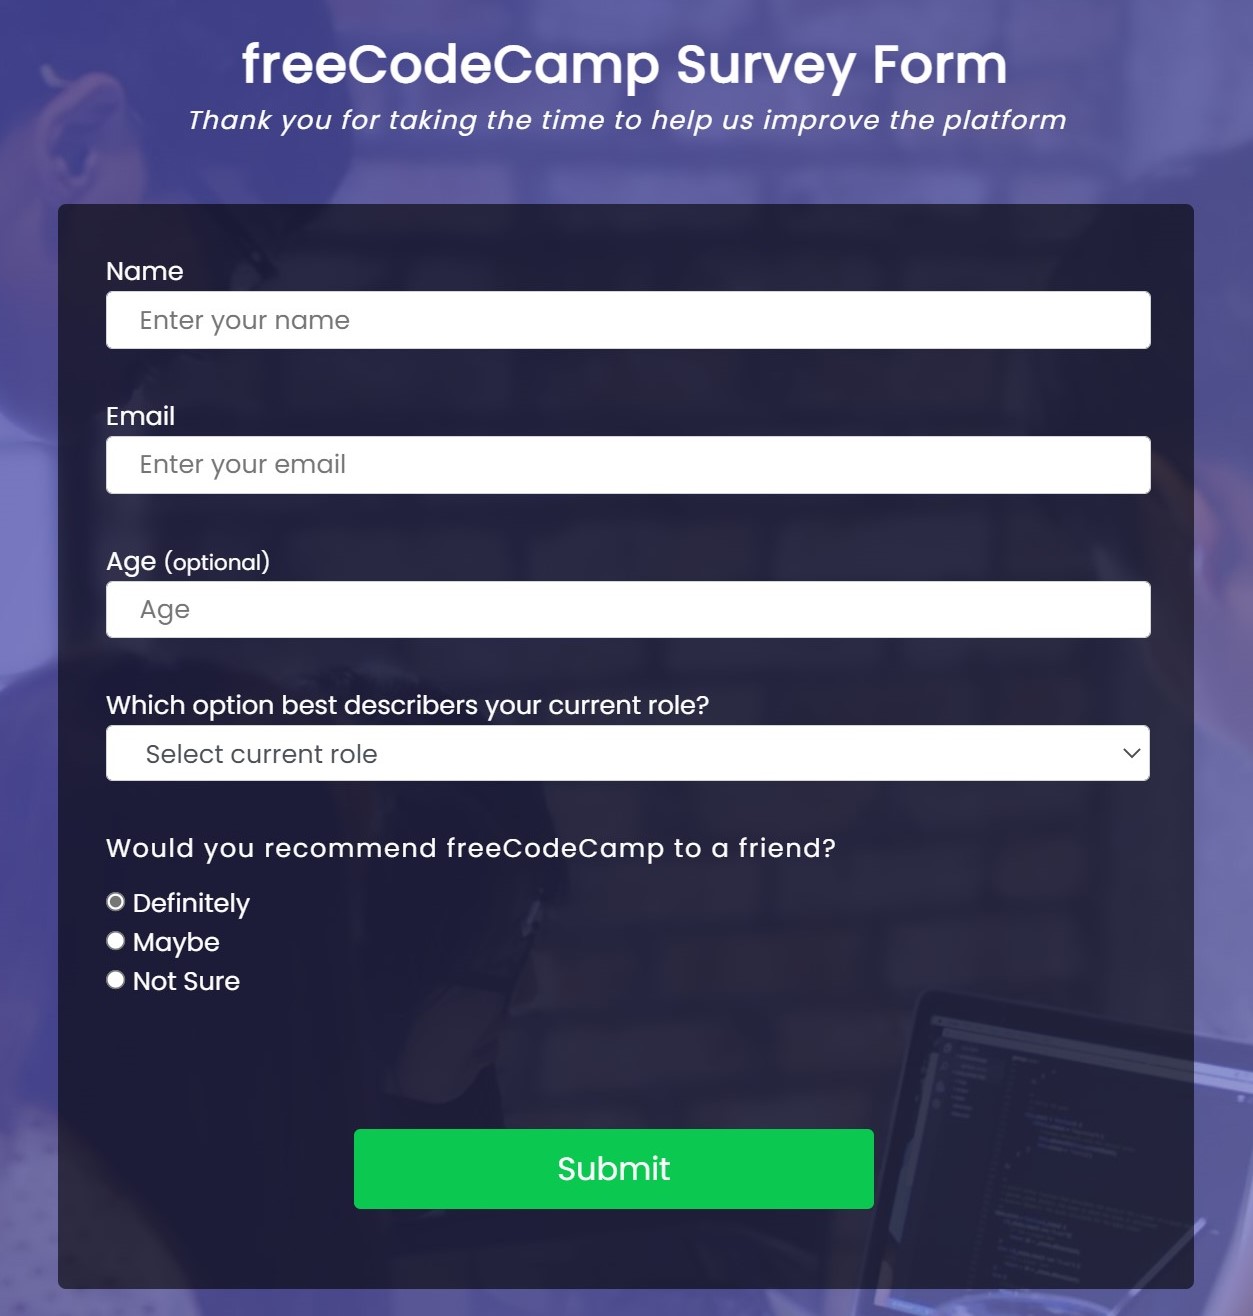 freeCodeCamp Survey Form
Thank you for taking the time to help us improve the platform
Name
Enter your name
Email
Enter your email
Age (optional)
Age
Which option best describers your current role?
Select current role
Would you recommend freeCodeCamp to a friend?
Definitely
Maybe
Not Sure
Submit